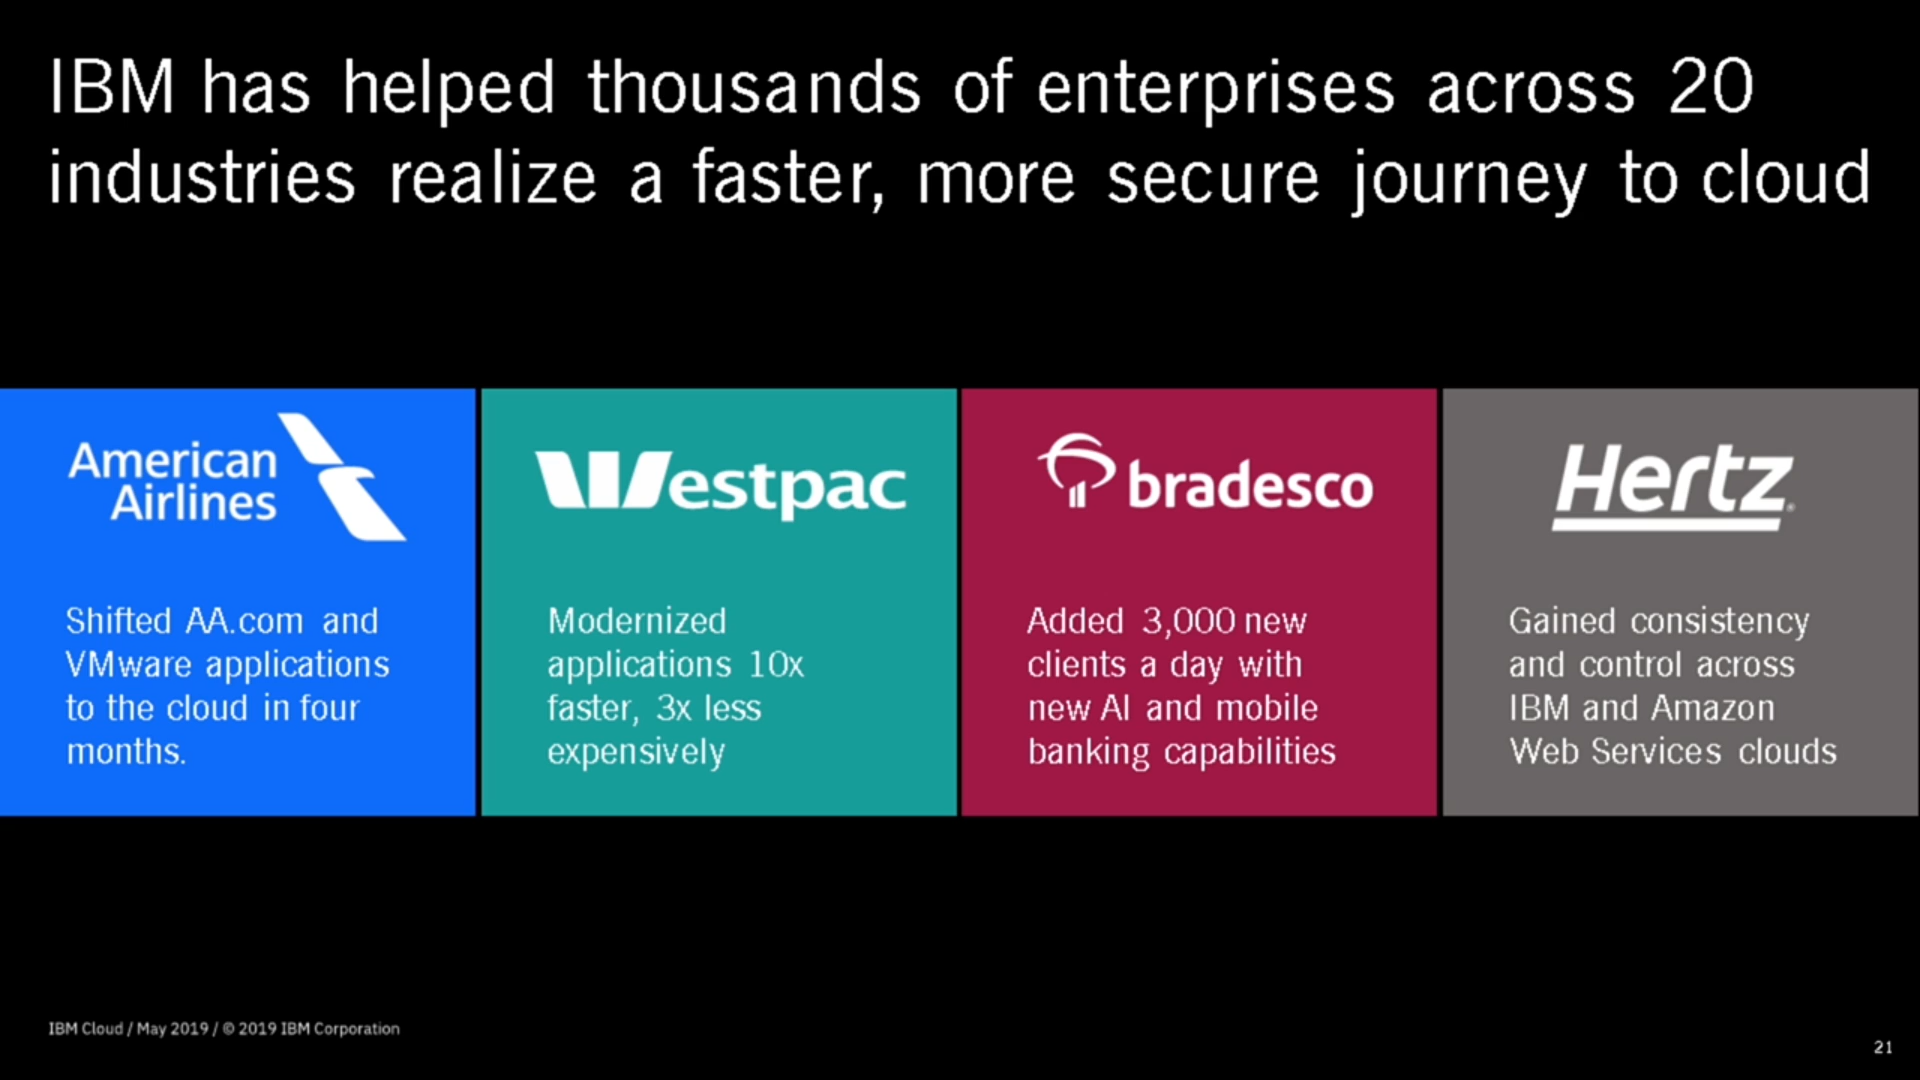 IBM has helped thousands of enterprises across 20
industries realize a faster, more secure journey to cloud
American
Airlines
Shifted AA.com and
VMware applications
to the cloud in four
months.
Westpac
Modernized
applications 10x
faster, 3x less
expensively
bradesco
Added 3,000 new
clients a day with
new AI and mobile
banking capabilities
Hertz®
Gained consistency
and control across
IBM and Amazon
Web Services clouds
IBM Cloud / May 2019 / © 2019 IBM Corporation
21